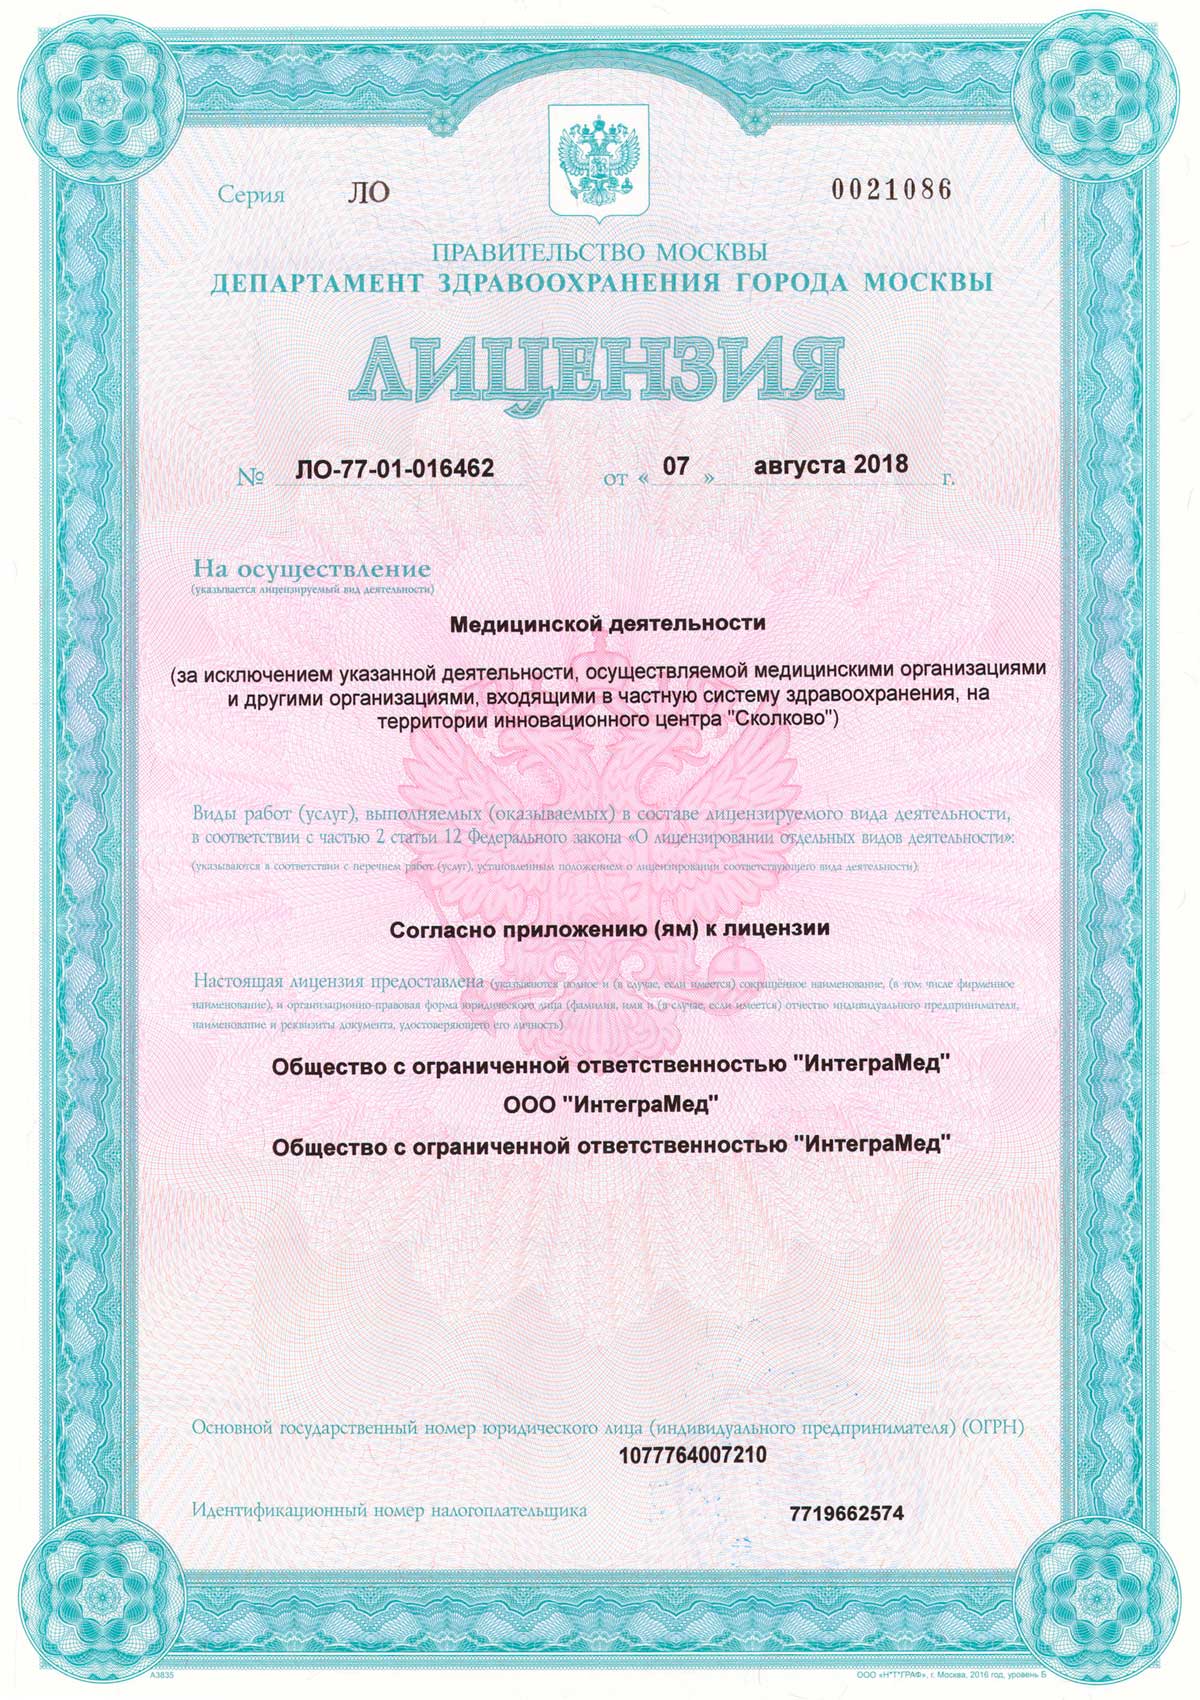 Серия ЛО 0021086
ПРАВИТЕЛЬСТВО МОСКВЫ
ДЕПАРТАМЕНТ ЗДРАВООХРАНЕНИЯ ГОРОДА МОСКВЫ
ЛИЦЕНЗИЯ
№ ЛО-77-01-016462 от « 07 » августа 2018 г.
На осуществление
(указывается лицензируемый вид деятельности)
Медицинской деятельности
(за исключением указанной деятельности, осуществляемой медицинскими организациями
и другими организациями, входящими в частную систему здравоохранения, на
территории инновационного центра "Сколково")
Виды работ (услуг), выполняемых (оказываемых) в составе лицензируемого вида деятельности,
в соответствии с частью 2 статьи 12 Федерального закона «О лицензировании отдельных видов деятельности»:
(указываются в соответствии с перечнем работ (услуг), установленным положением о лицензировании соответствующего вида деятельности):
Согласно приложению (ям) к лицензии
Настоящая лицензия предоставлена (указываются полное и (в случае, если имеется) сокращённое наименование, (в том числе фирменное
наименование), и организационно-правовая форма юридического лица (фамилия, имя и (в случае, если имеется) отчество индивидуального предпринимателя,
наименование и реквизиты документа, удостоверяющего его личность)
Общество с ограниченной ответственностью "ИнтеграМед"
ООО "ИнтеграМед"
Общество с ограниченной ответственностью "ИнтеграМед"
Основной государственный номер юридического лица (индивидуального предпринимателя) (ОГРН)
1077764007210
Идентификационный номер налогоплательщика 7719662574
А3835 ООО «Н*Т*ГРАФ», г. Москва, 2016 год, уровень Б